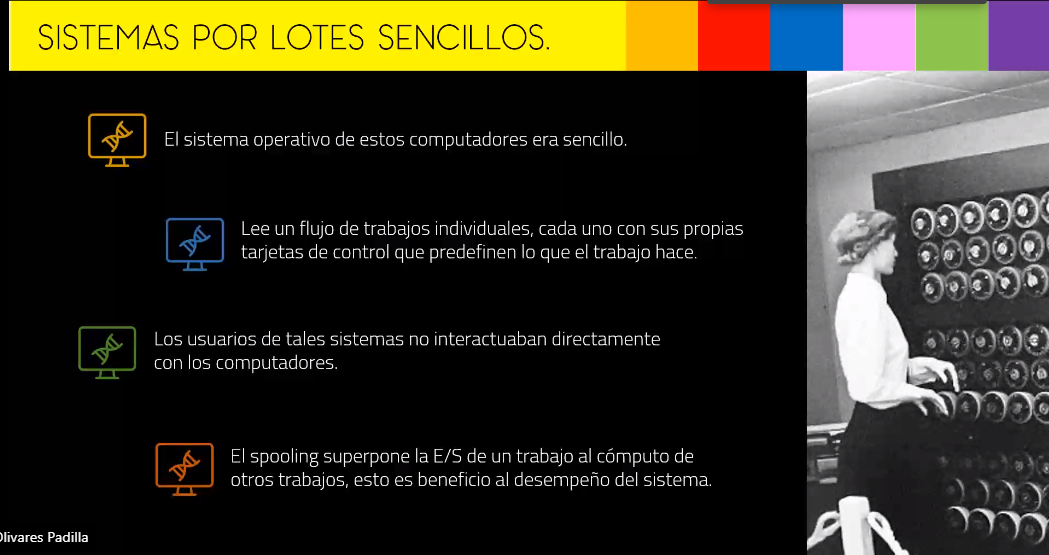 SISTEMAS POR LOTES SENCILLOS.
El sistema operativo de estos computadores era sencillo.
Lee un flujo de trabajos individuales, cada uno con sus propias
tarjetas de control que predefinen lo que el trabajo hace.
Los usuarios de tales sistemas no interactuaban directamente
con los computadores.
El spooling superpone la E/S de un trabajo al cómputo de
otros trabajos, esto es beneficio al desempeño del sistema.
Olivares Padilla